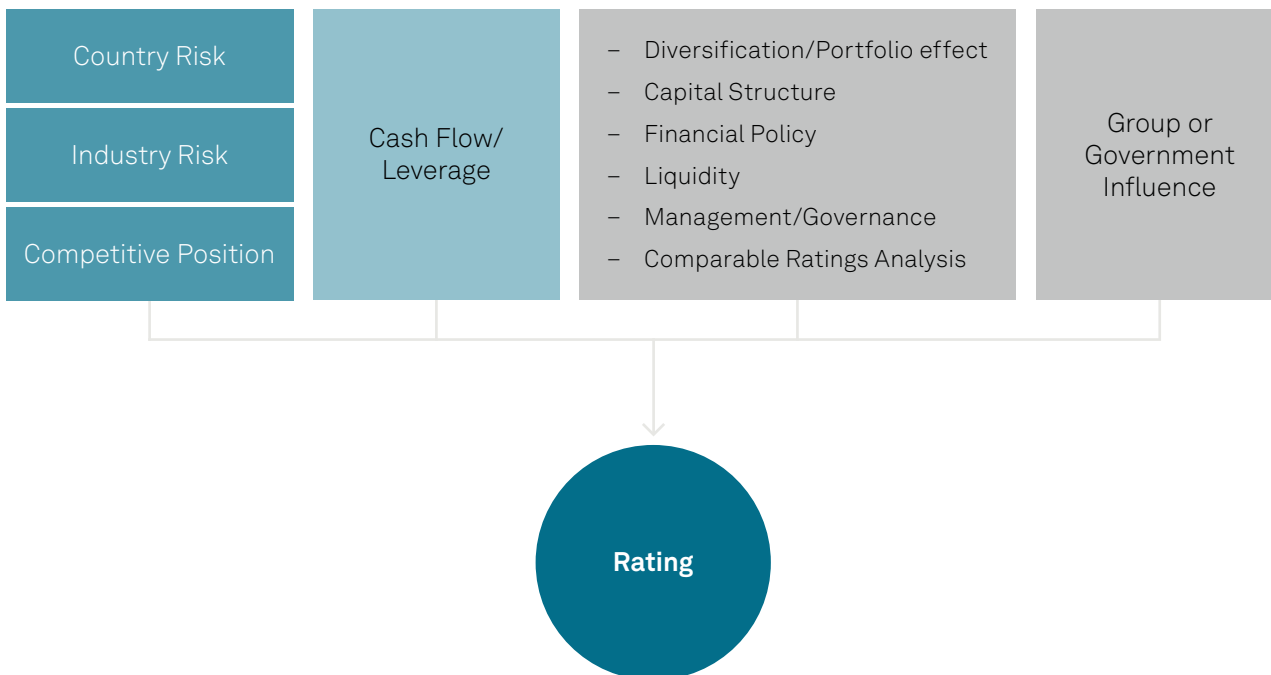 Country Risk
Industry Risk
Competitive Position
Cash Flow/
Leverage
– Diversification/Portfolio effect
– Capital Structure
– Financial Policy
– Liquidity
– Management/Governance
– Comparable Ratings Analysis
Group or
Government
Influence
Rating